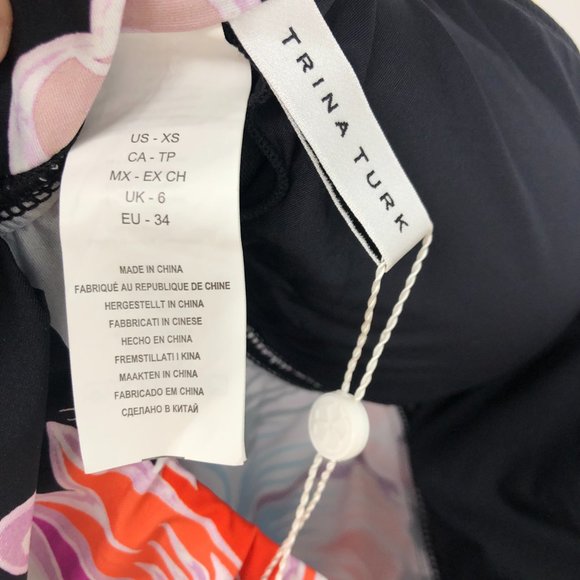 TRINA TURK
US - XS
CA - TP
MX - EX CH
UK - 6
EU - 34
MADE IN CHINA
FABRIQUÉ AU REPUBLIQUE DE CHINE
HERGESTELLT IN CHINA
FABBRICATI IN CINESE
HECHO EN CHINA
FREMSTILLATI I KINA
MAAKTEN IN CHINA
FABRICADO EM CHINA
СДЕЛАНО В КИТАЙ